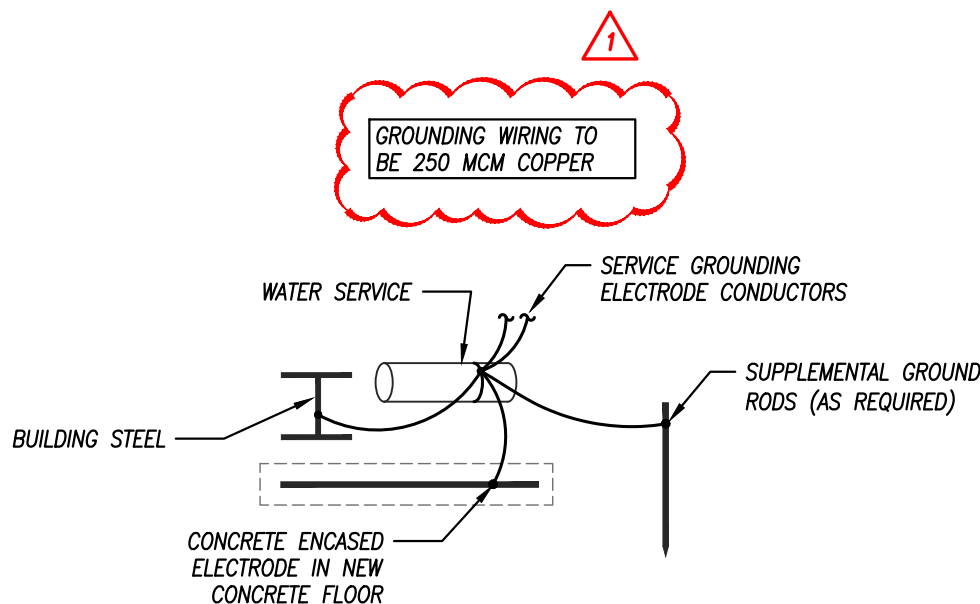 1
GROUNDING WIRING TO
BE 250 MCM COPPER
SERVICE GROUNDING
ELECTRODE CONDUCTORS
WATER SERVICE
SUPPLEMENTAL GROUND
RODS (AS REQUIRED)
BUILDING STEEL
CONCRETE ENCASED
ELECTRODE IN NEW
CONCRETE FLOOR